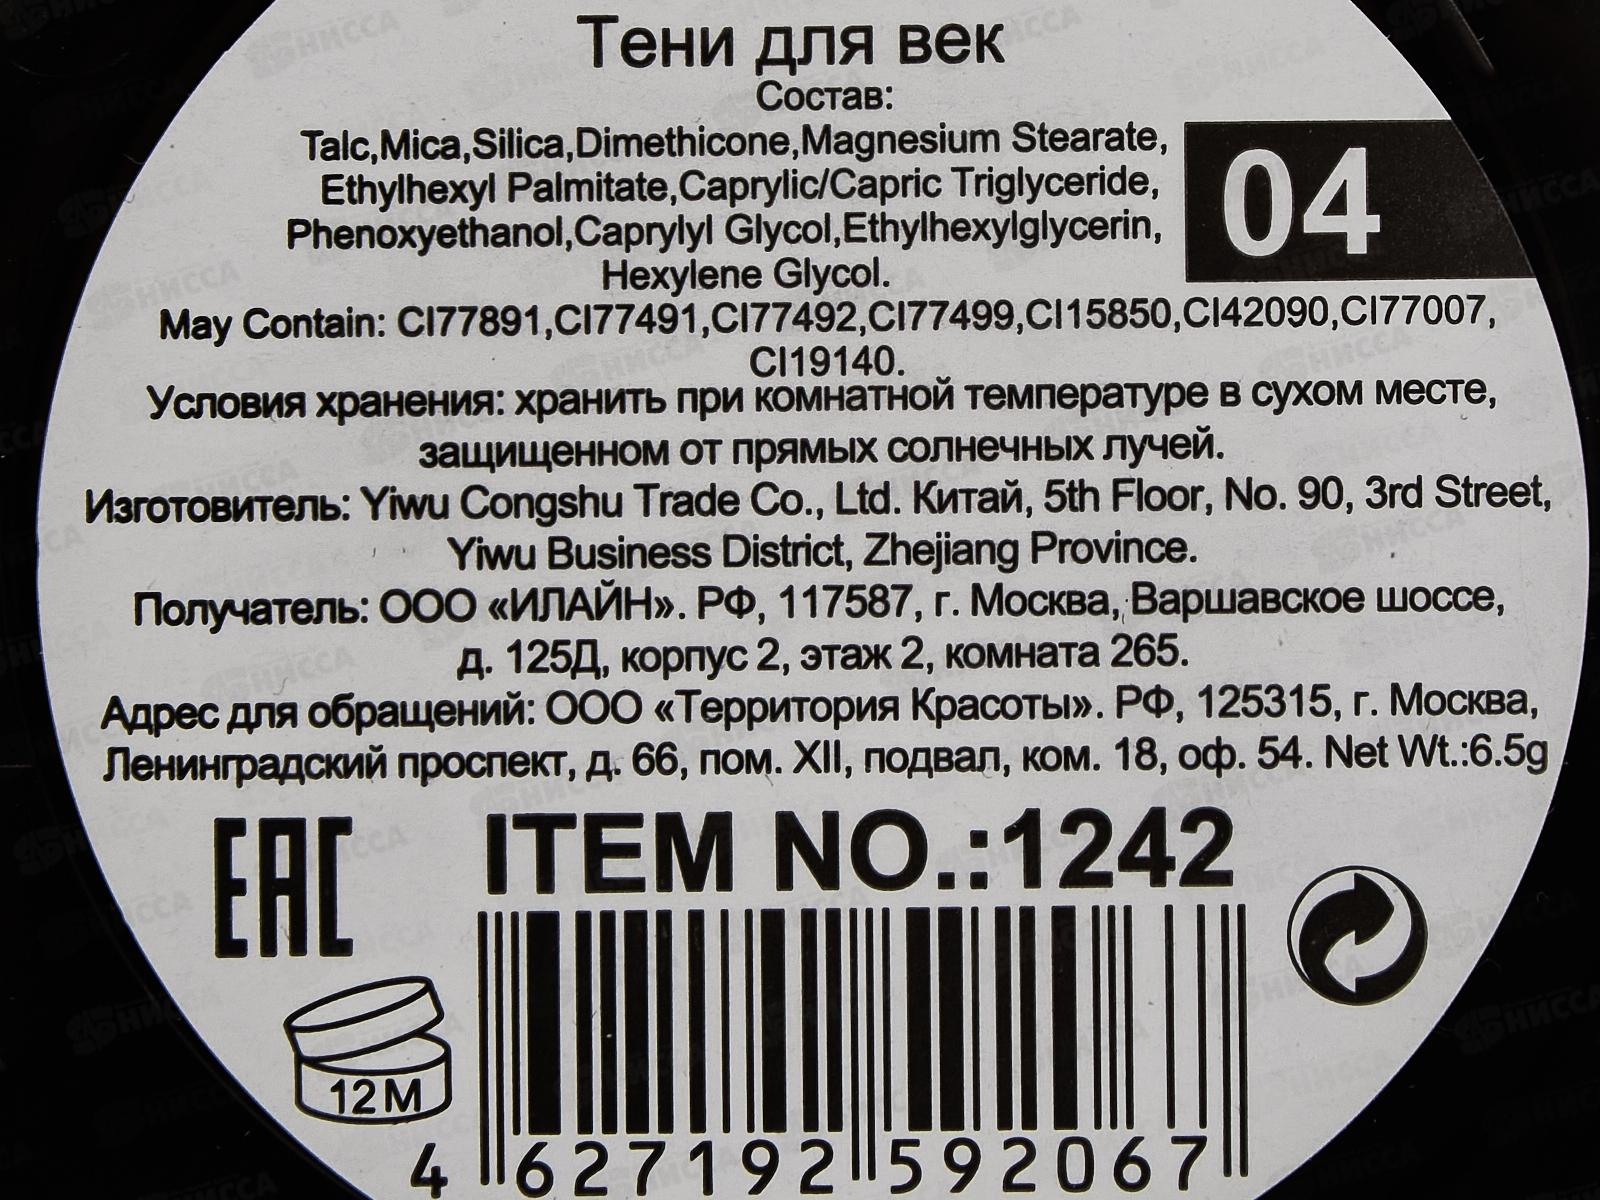 Тени для век
Состав:
Talc,Mica,Silica,Dimethicone,Magnesium Stearate,
Ethylhexyl Palmitate,Caprylic/Capric Triglyceride,
Phenoxyethanol,Caprylyl Glycol,Ethylhexylglycerin,
Hexylene Glycol.
04
May Contain: CI77891,CI77491,CI77492,CI77499,CI15850,CI42090,CI77007,
CI19140.
Условия хранения: хранить при комнатной температуре в сухом месте,
защищенном от прямых солнечных лучей.
Изготовитель: Yiwu Congshu Trade Co., Ltd. Китай, 5th Floor, No. 90, 3rd Street,
Yiwu Business District, Zhejiang Province.
Получатель: ООО «ИЛАЙН». РФ, 117587, г. Москва, Варшавское шоссе,
д. 125Д, корпус 2, этаж 2, комната 265.
Адрес для обращений: ООО «Территория Красоты». РФ, 125315, г. Москва,
Ленинградский проспект, д. 66, пом. XII, подвал, ком. 18, оф. 54. Net Wt.:6.5g
EAC
ITEM NO.:1242
12M
4 627192 592067